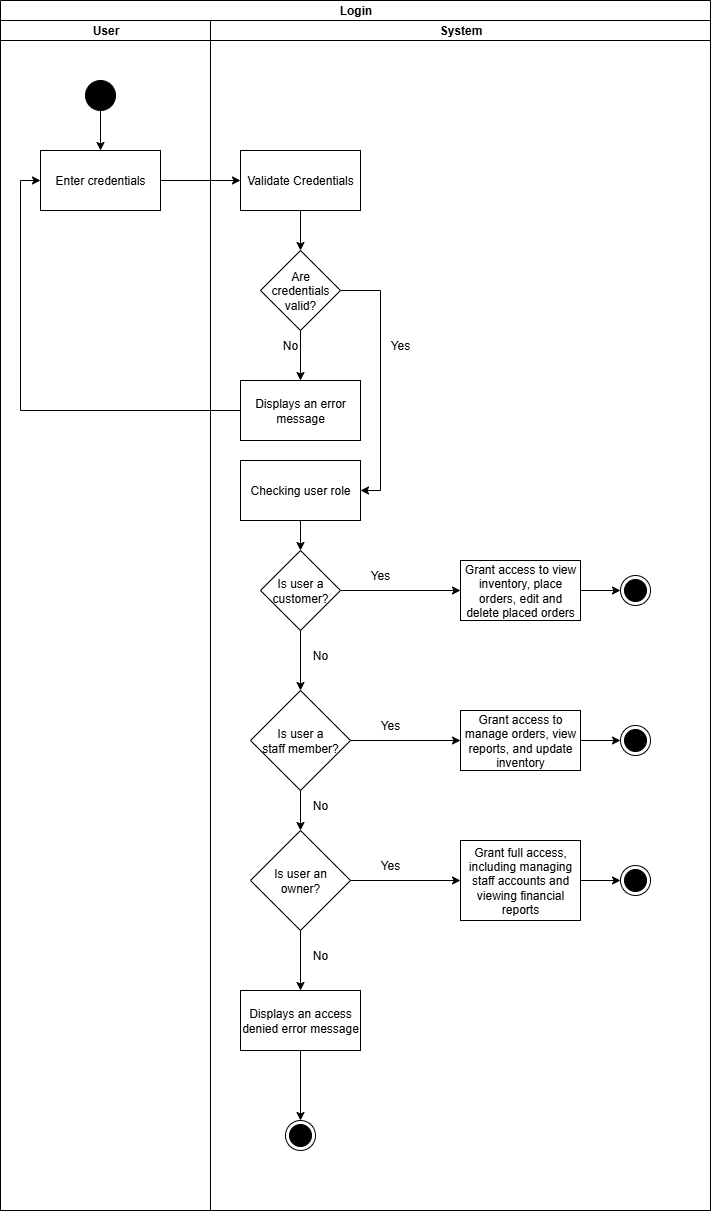 Login
User
System
Enter credentials
Validate Credentials
Are
credentials
valid?
No
Yes
Displays an error
message
Checking user role
Is user a
customer?
Yes
Grant access to view
inventory, place
orders, edit and
delete placed orders
No
Is user a
staff member?
Yes
Grant access to
manage orders, view
reports, and update
inventory
No
Is user an
owner?
Yes
Grant full access,
including managing
staff accounts and
viewing financial
reports
No
Displays an access
denied error message